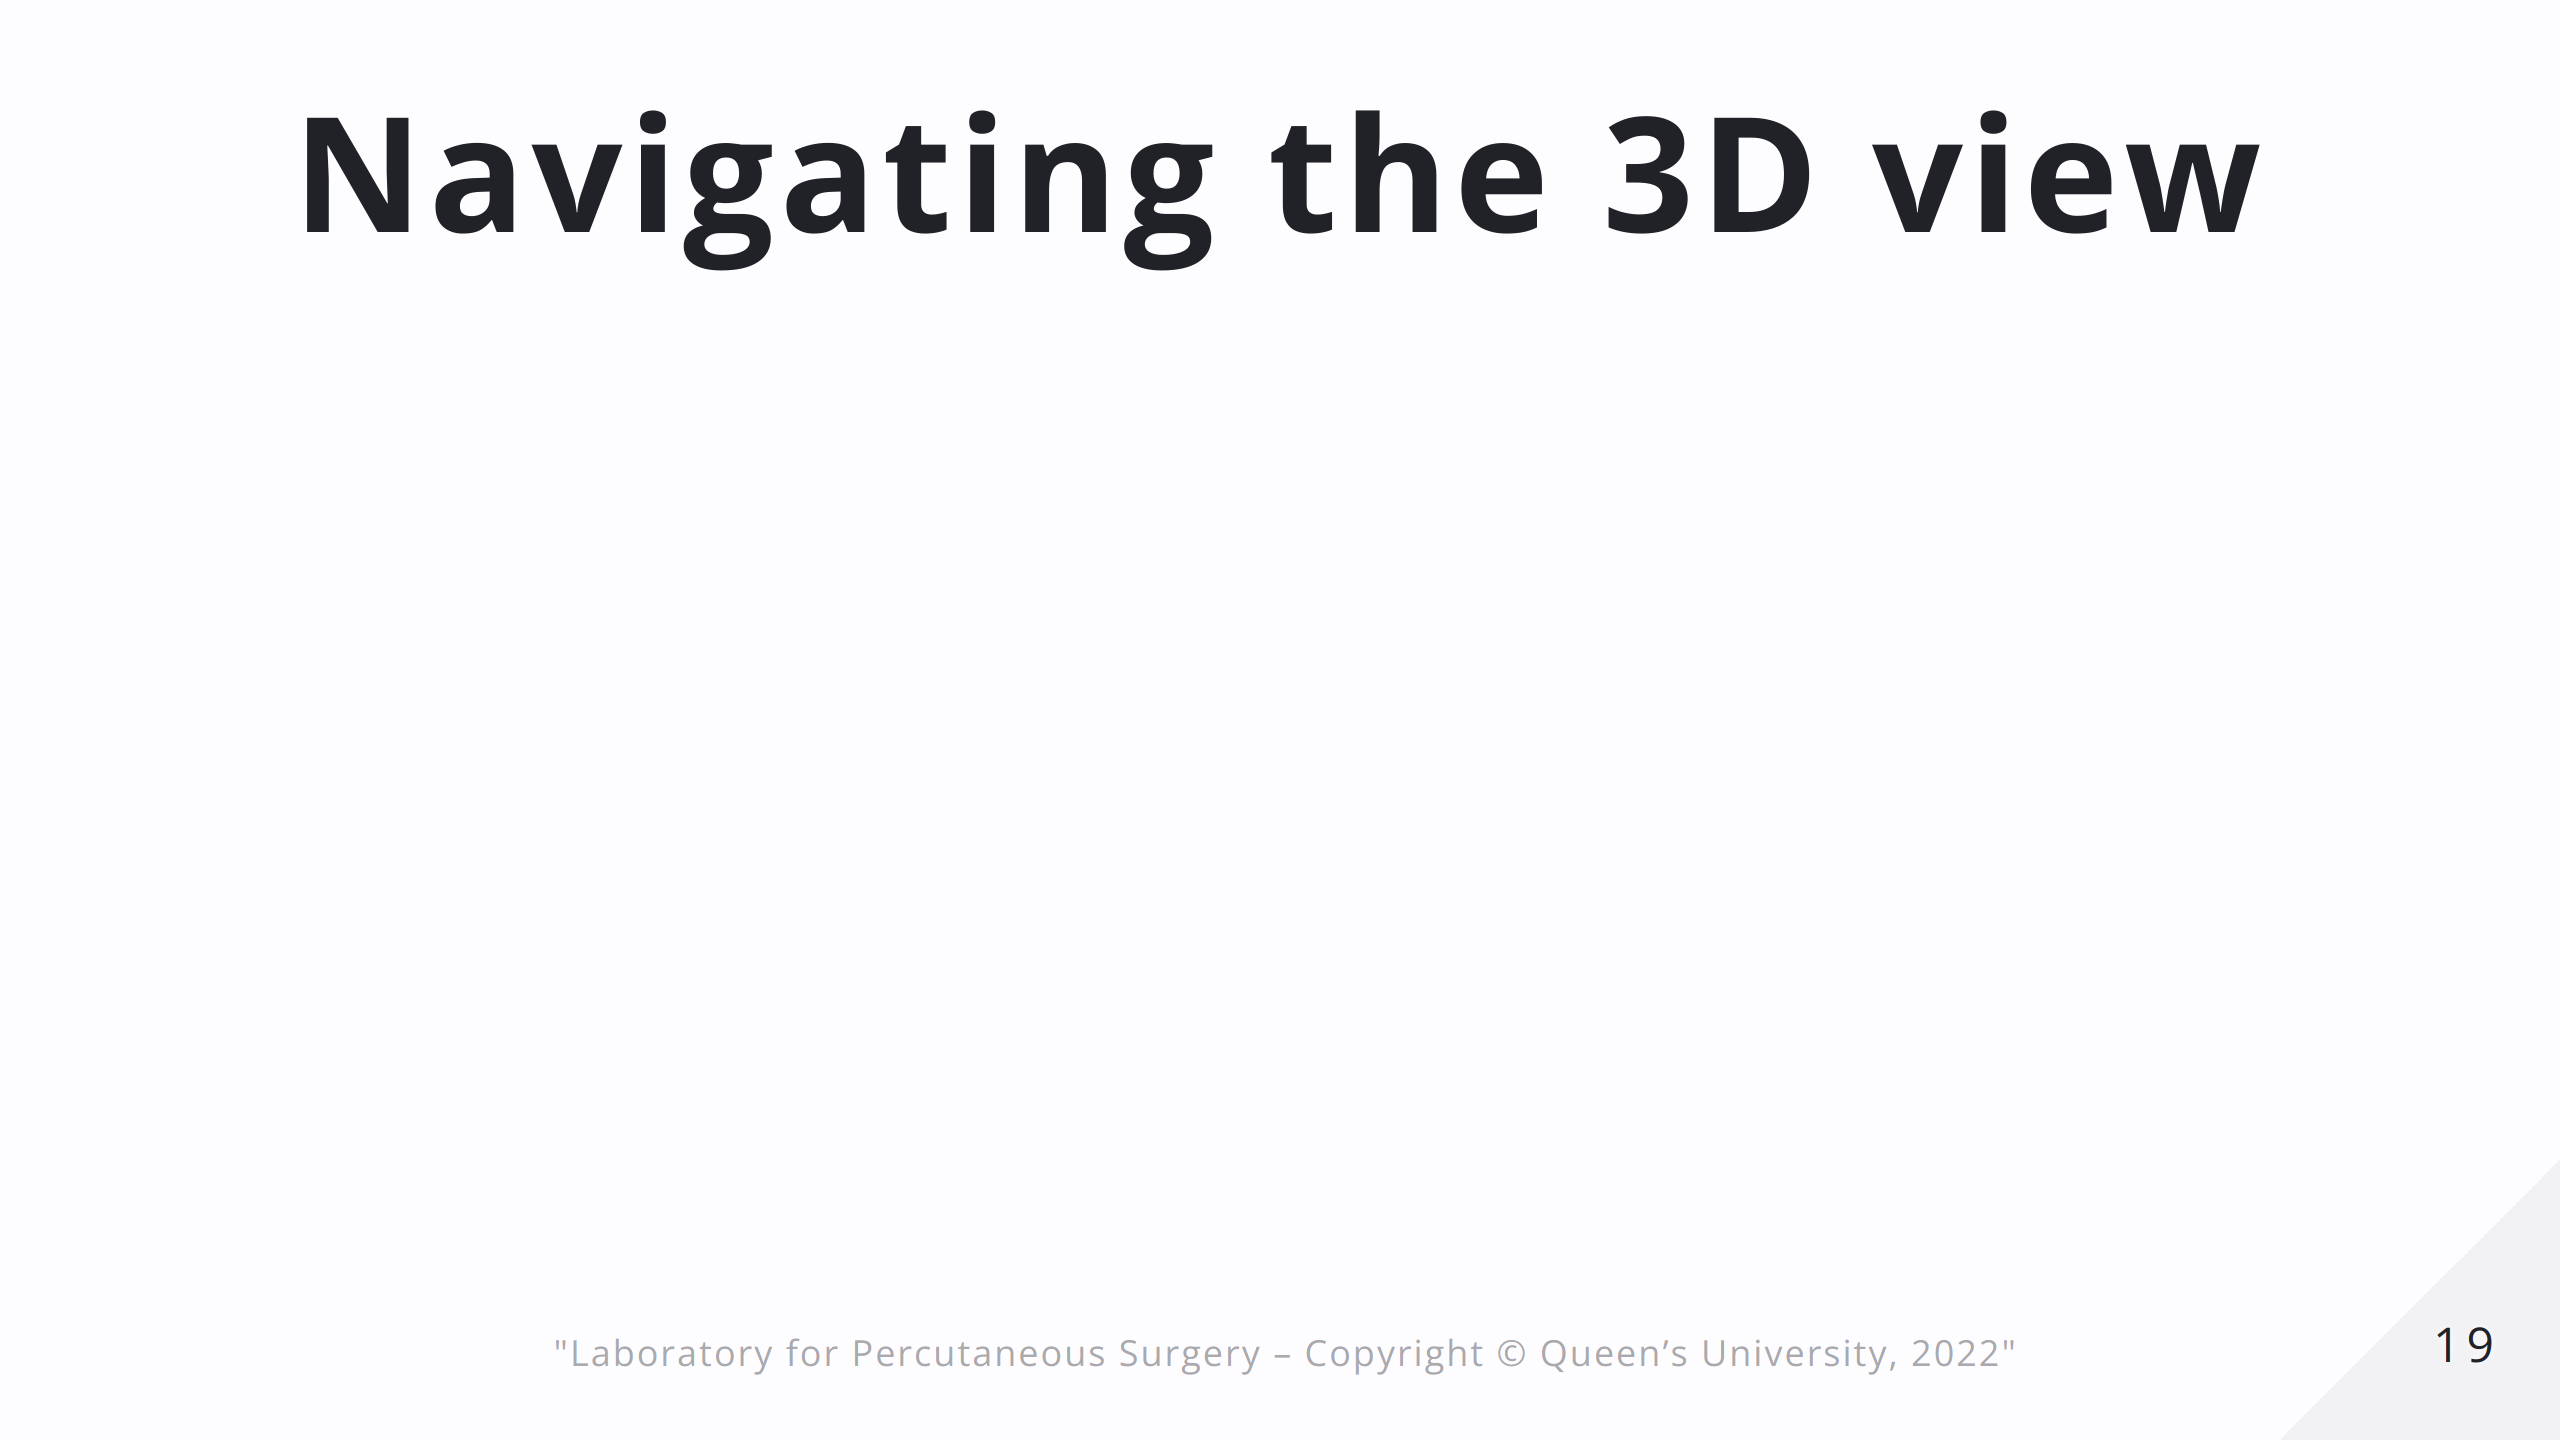 Navigating the 3D view
"Laboratory for Percutaneous Surgery – Copyright © Queen’s University, 2022"
19